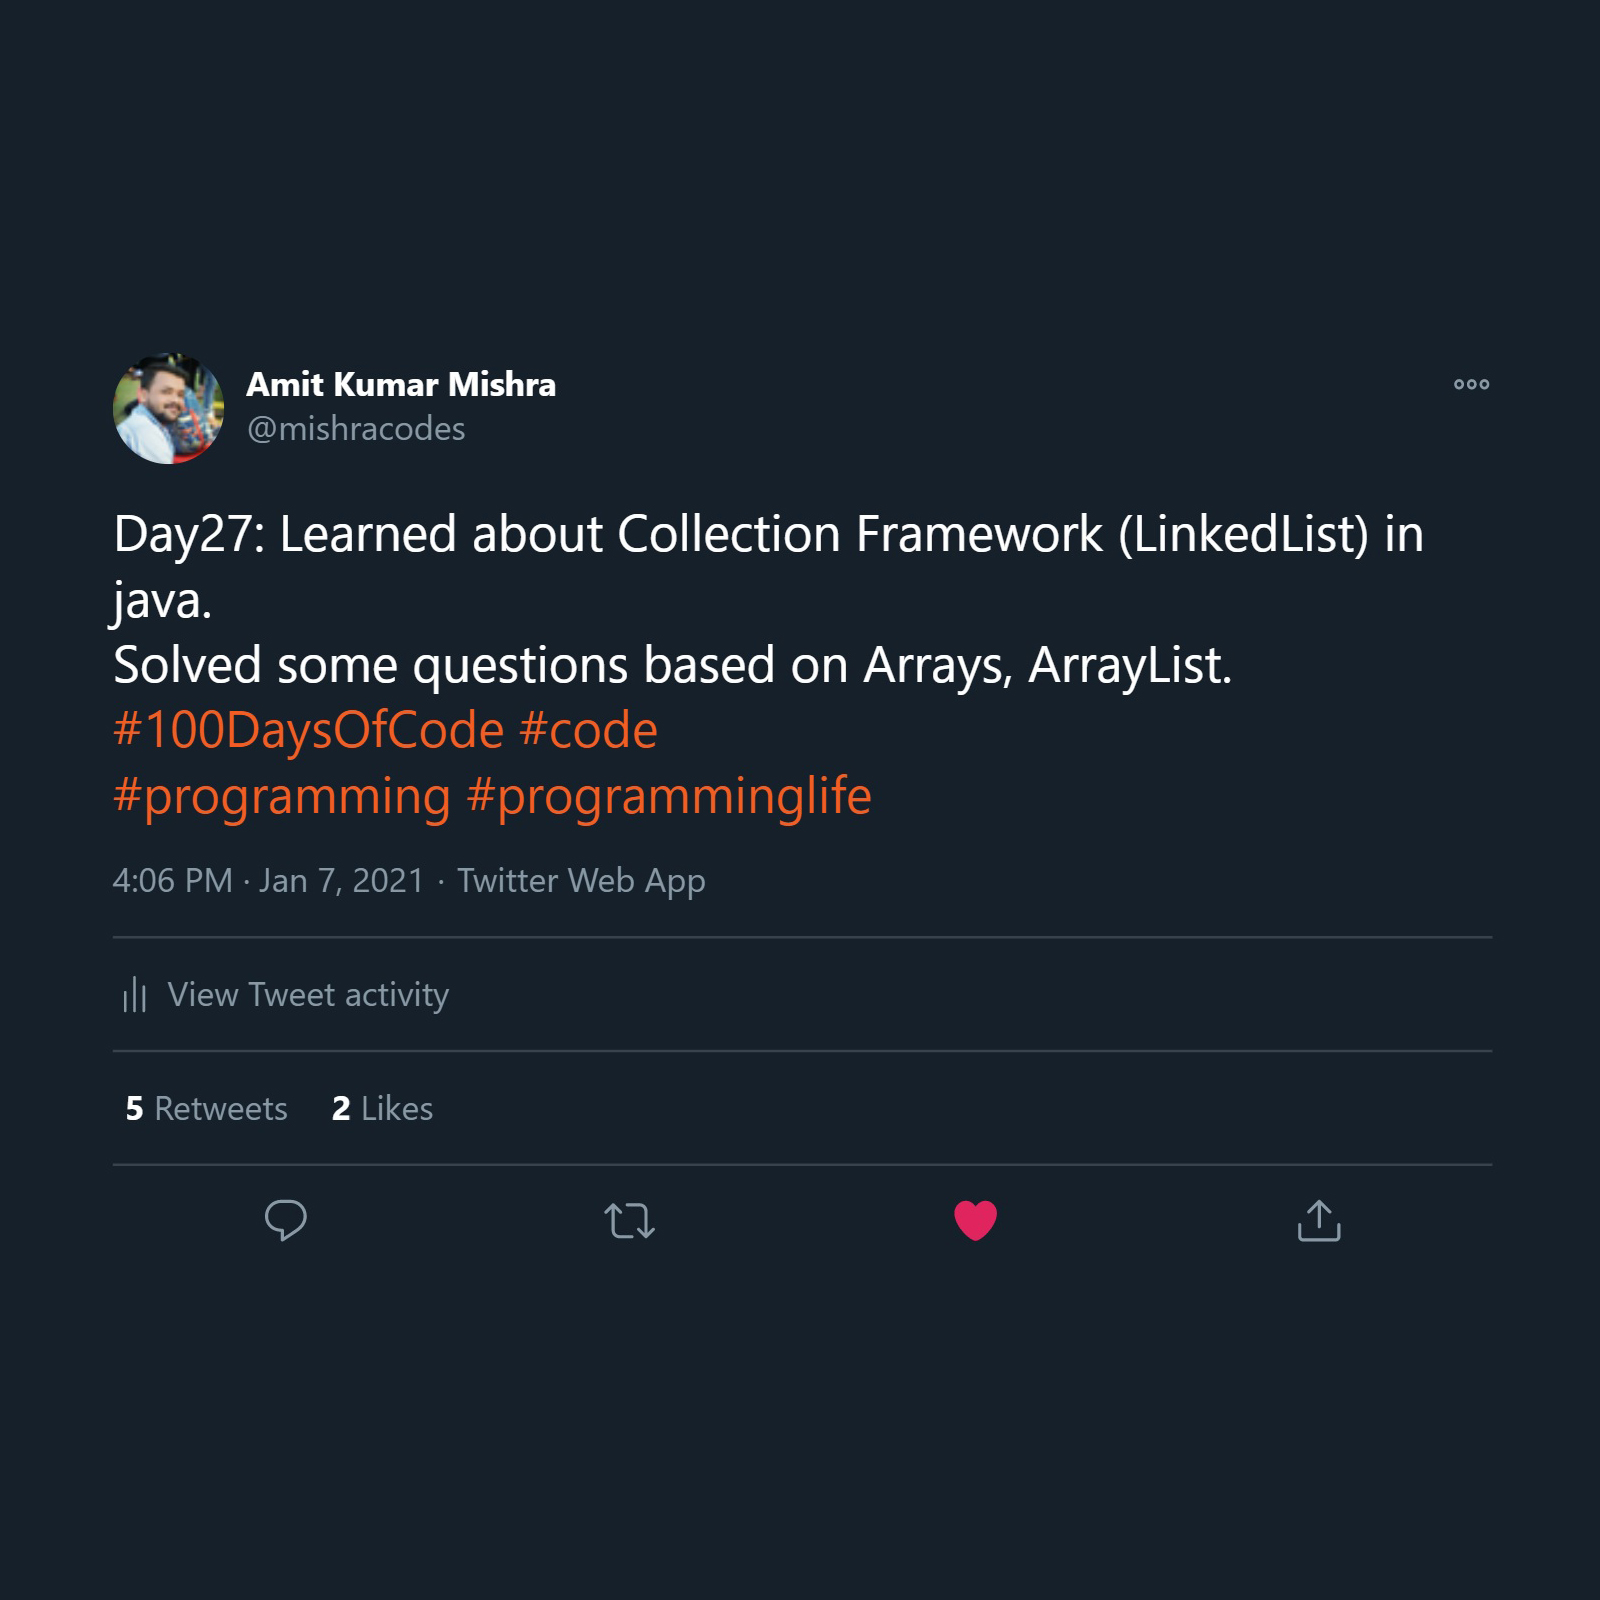 Amit Kumar Mishra
@mishracodes
Day27: Learned about Collection Framework (LinkedList) in
java.
Solved some questions based on Arrays, ArrayList.
#100DaysOfCode #code
#programming #programminglife
4:06 PM · Jan 7, 2021 · Twitter Web App
View Tweet activity
5 Retweets 2 Likes